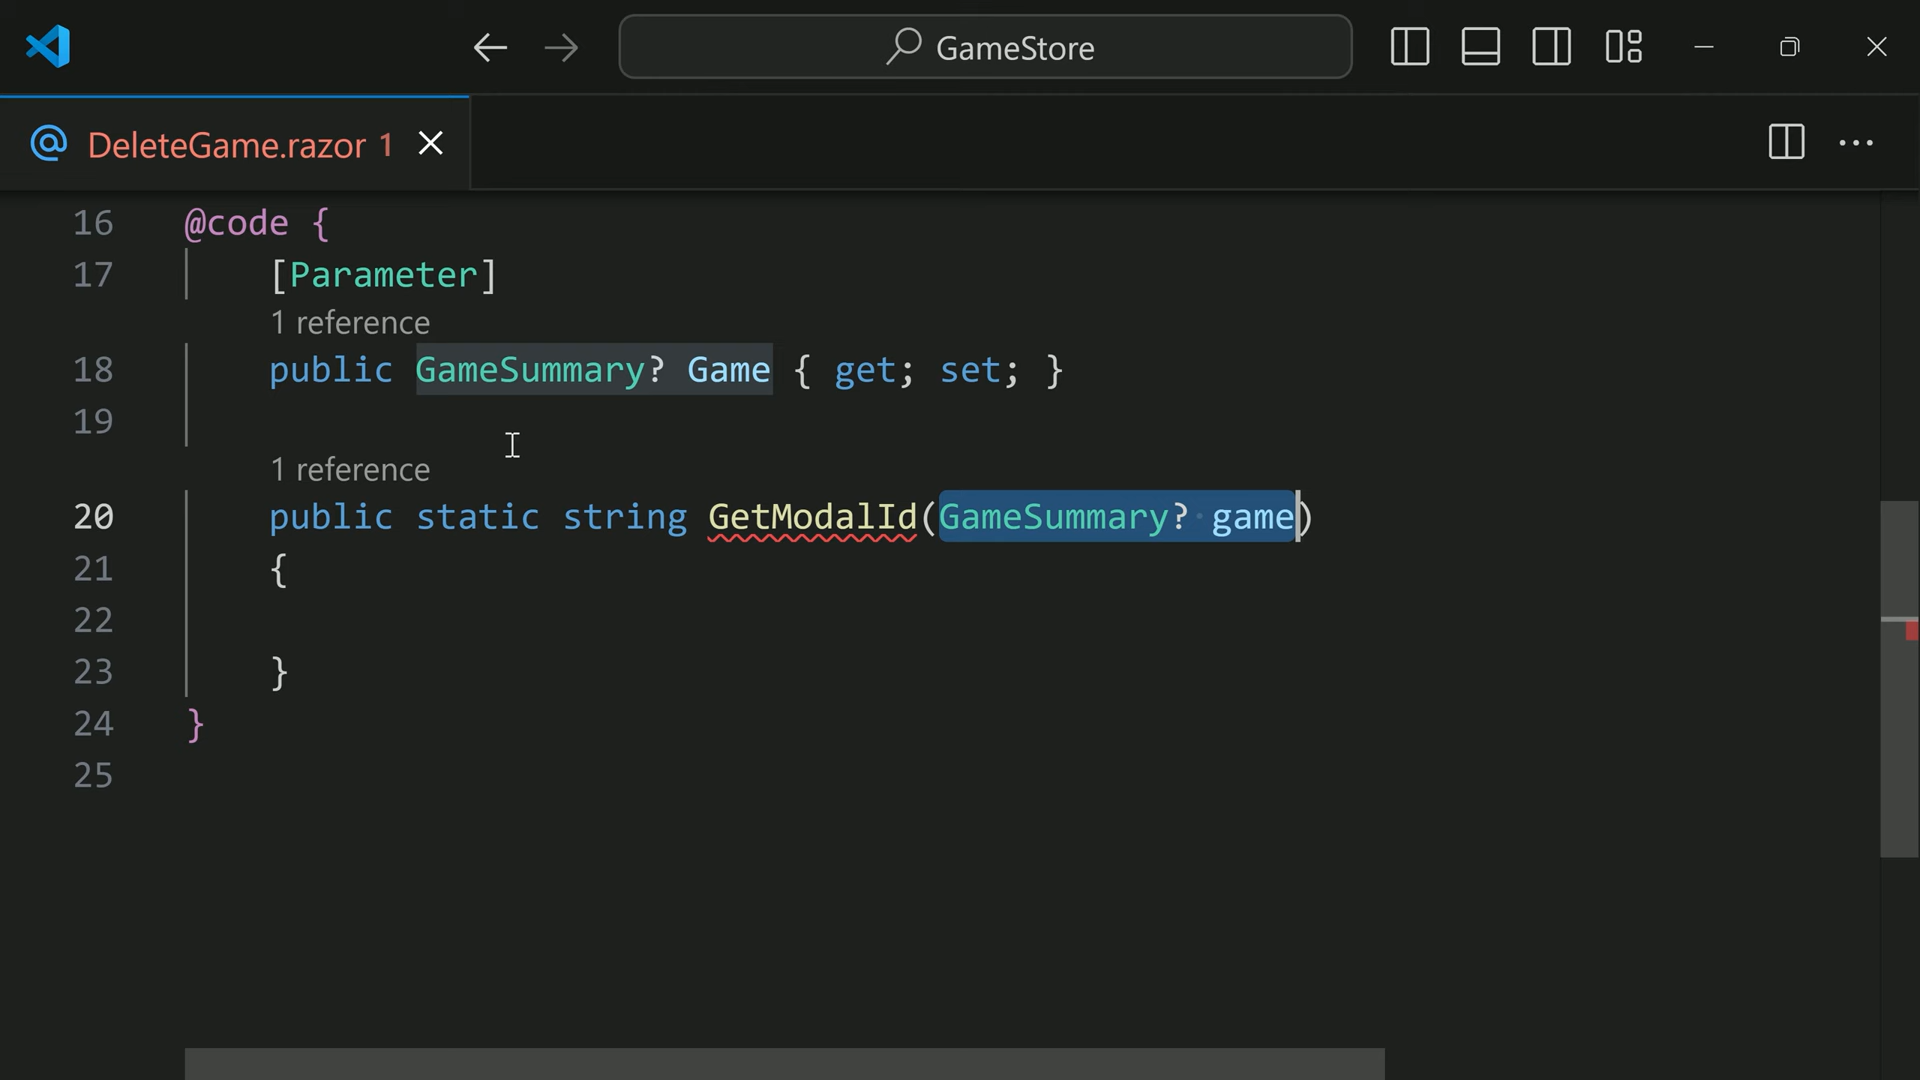 GameStore
DeleteGame.razor 1
16 @code {
17 [Parameter]
1 reference
18 public GameSummary? Game { get; set; }
19
1 reference
20 public static string GetModalId(GameSummary? game)
21 {
22
23 }
24 }
25